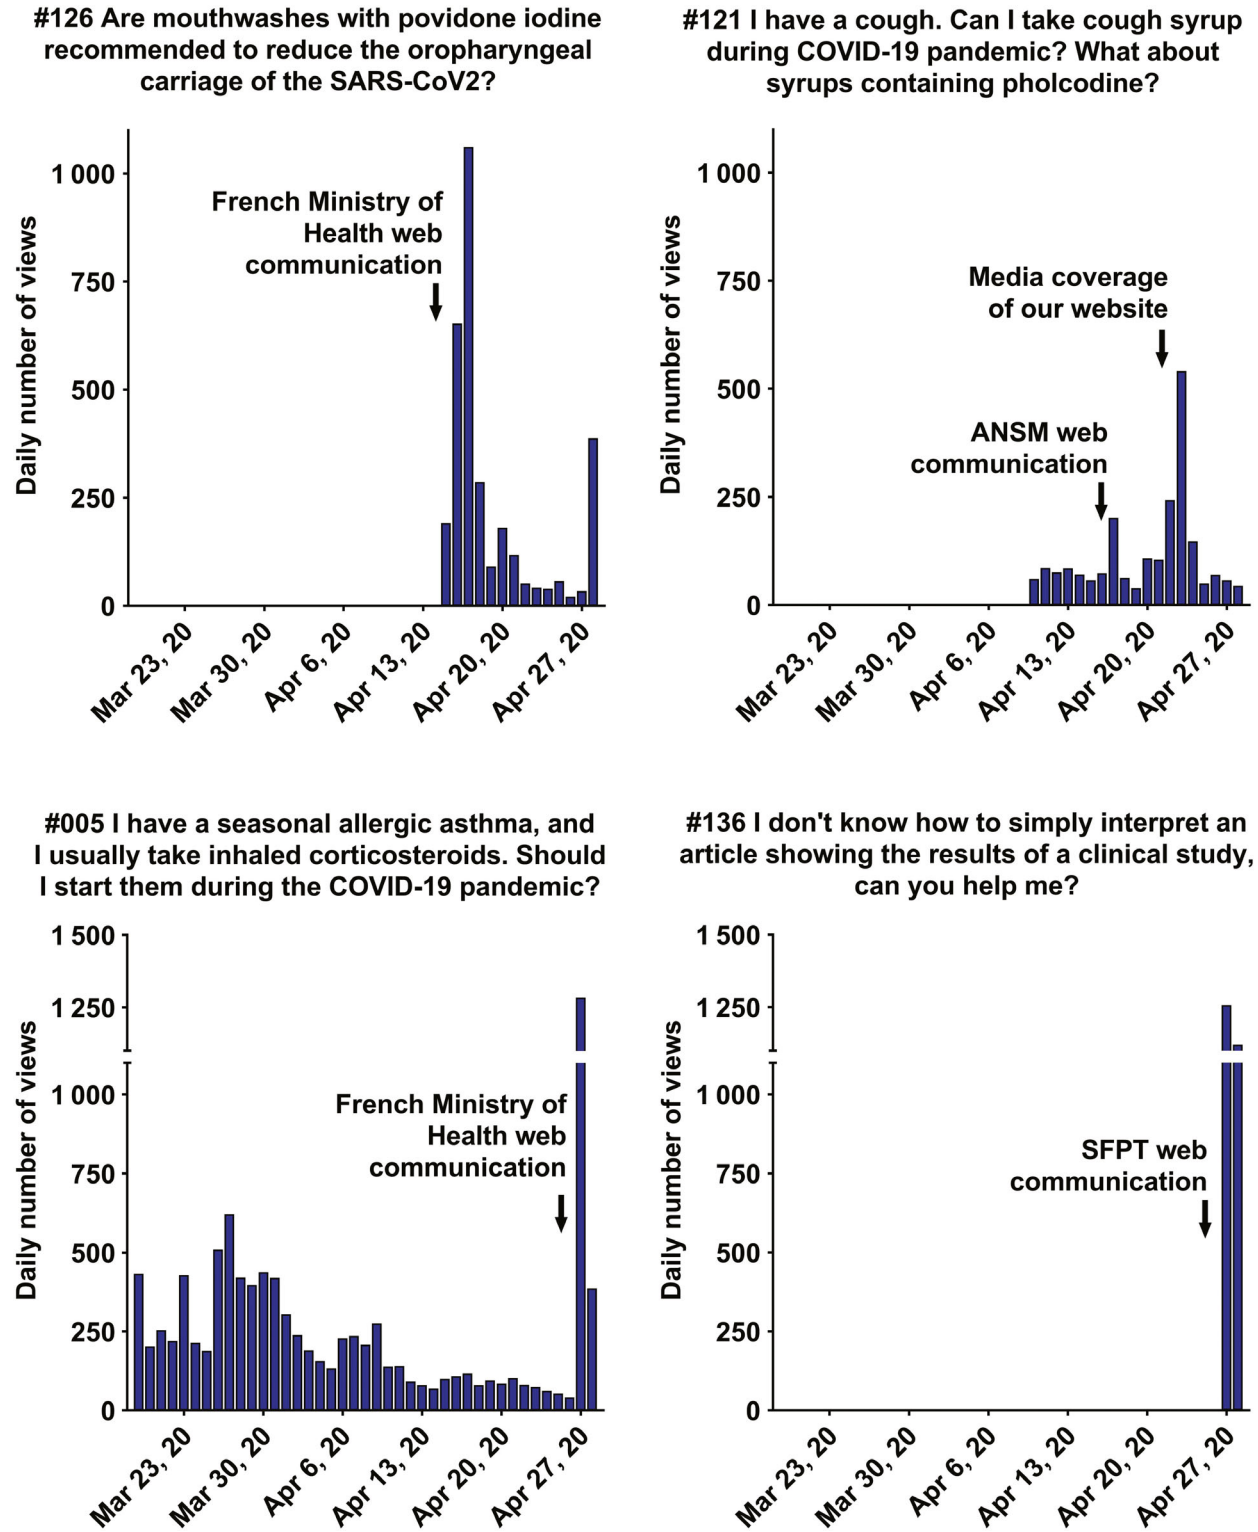 #126 Are mouthwashes with povidone iodine
recommended to reduce the oropharyngeal
carriage of the SARS-CoV2?
Daily number of views
1 000
750
500
250
0
French Ministry of
Health web
communication
Mar 23, 20
Mar 30, 20
Apr 6, 20
Apr 13, 20
Apr 20, 20
Apr 27, 20
#121 I have a cough. Can I take cough syrup
during COVID-19 pandemic? What about
syrups containing pholcodine?
Daily number of views
1 000
750
500
250
0
Media coverage
of our website
ANSM web
communication
Mar 23, 20
Mar 30, 20
Apr 6, 20
Apr 13, 20
Apr 20, 20
Apr 27, 20
#005 I have a seasonal allergic asthma, and
I usually take inhaled corticosteroids. Should
I start them during the COVID-19 pandemic?
Daily number of views
1 500
1 250
1 000
750
500
250
0
French Ministry of
Health web
communication
Mar 23, 20
Mar 30, 20
Apr 6, 20
Apr 13, 20
Apr 20, 20
Apr 27, 20
#136 I don't know how to simply interpret an
article showing the results of a clinical study,
can you help me?
Daily number of views
1 500
1 250
1 000
750
500
250
0
SFPT web
communication
Mar 23, 20
Mar 30, 20
Apr 6, 20
Apr 13, 20
Apr 20, 20
Apr 27, 20